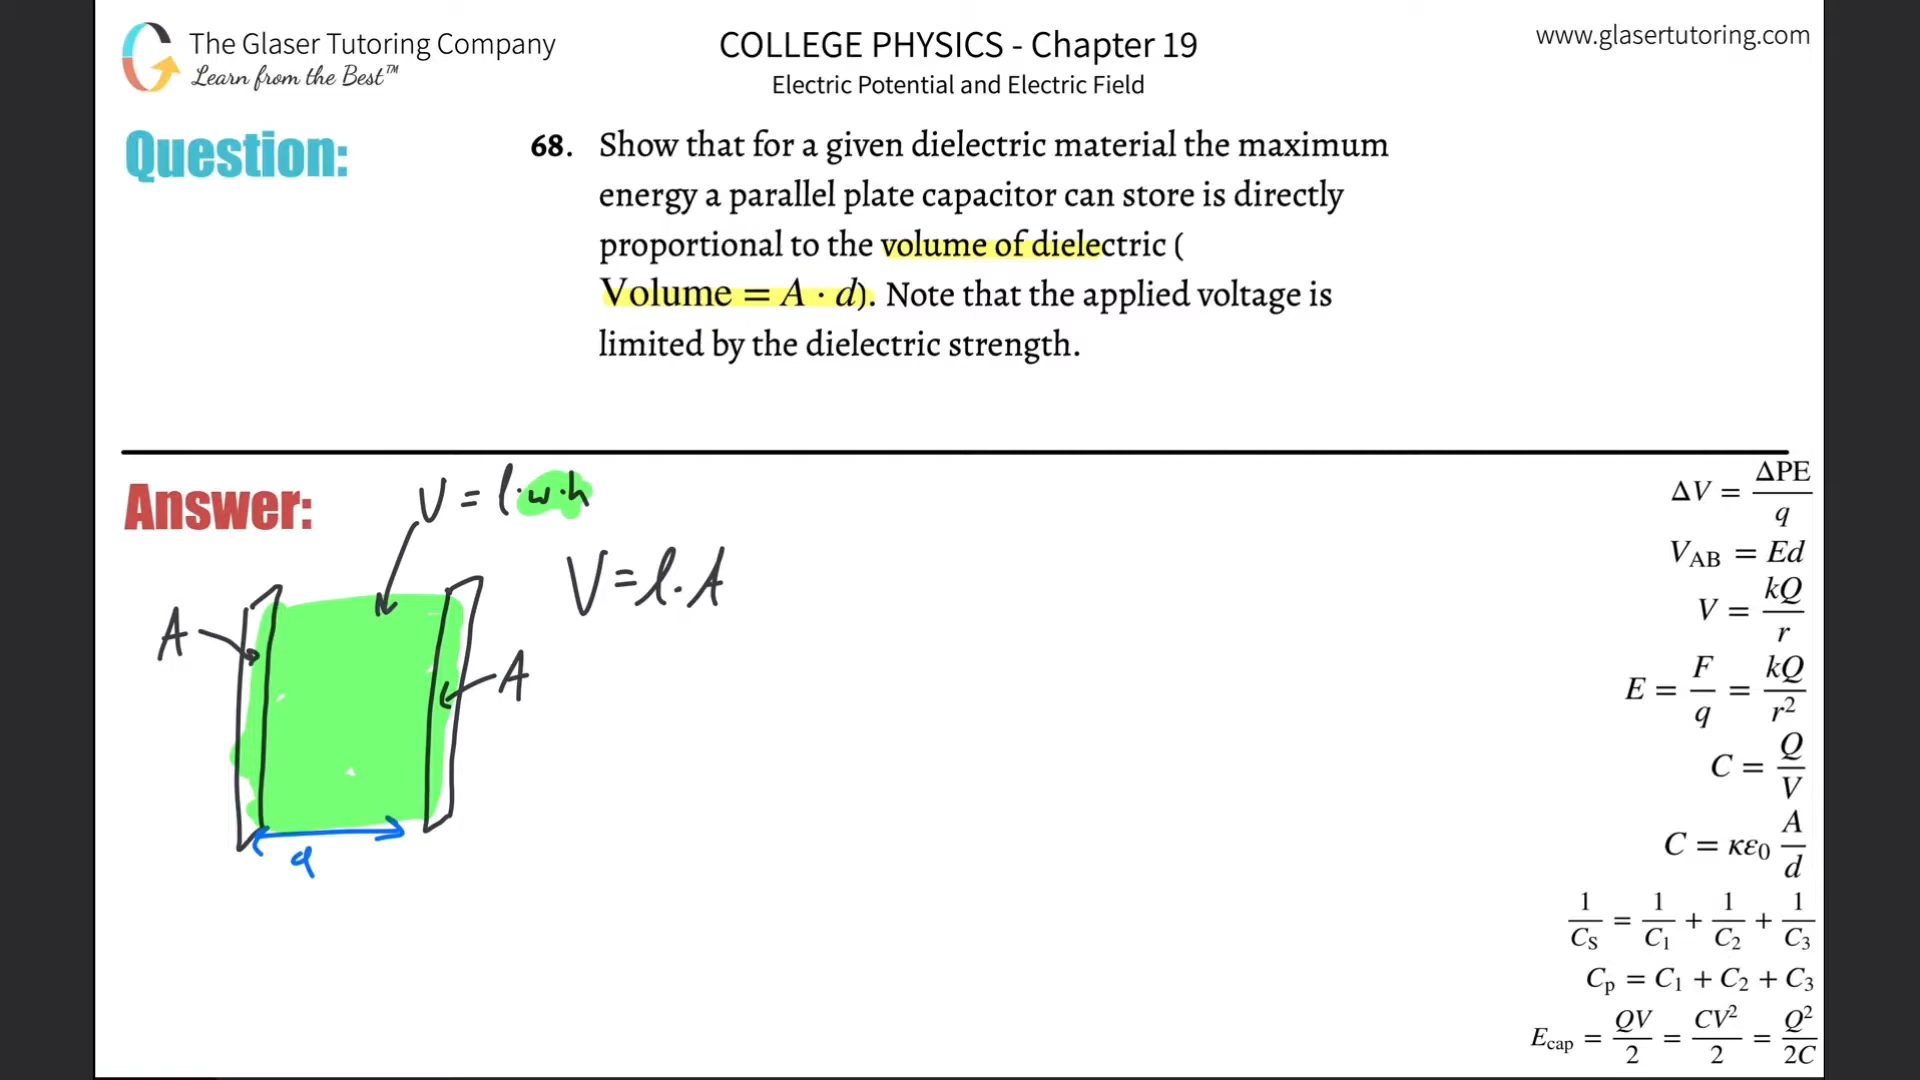 The Glaser Tutoring Company
Learn from the Best™
COLLEGE PHYSICS - Chapter 19
Electric Potential and Electric Field
www.glasertutoring.com
Question:
68. Show that for a given dielectric material the maximum
energy a parallel plate capacitor can store is directly
proportional to the volume of dielectric (
Volume = A · d). Note that the applied voltage is
limited by the dielectric strength.
Answer:
V = l·w·h
V = l·A
A
A
d
ΔV = ΔPE/q
V_AB = Ed
V = kQ/r
E = F/q = kQ/r²
C = Q/V
C = κε₀ A/d
1/C_S = 1/C₁ + 1/C₂ + 1/C₃
C_p = C₁ + C₂ + C₃
E_cap = QV/2 = CV²/2 = Q²/2C